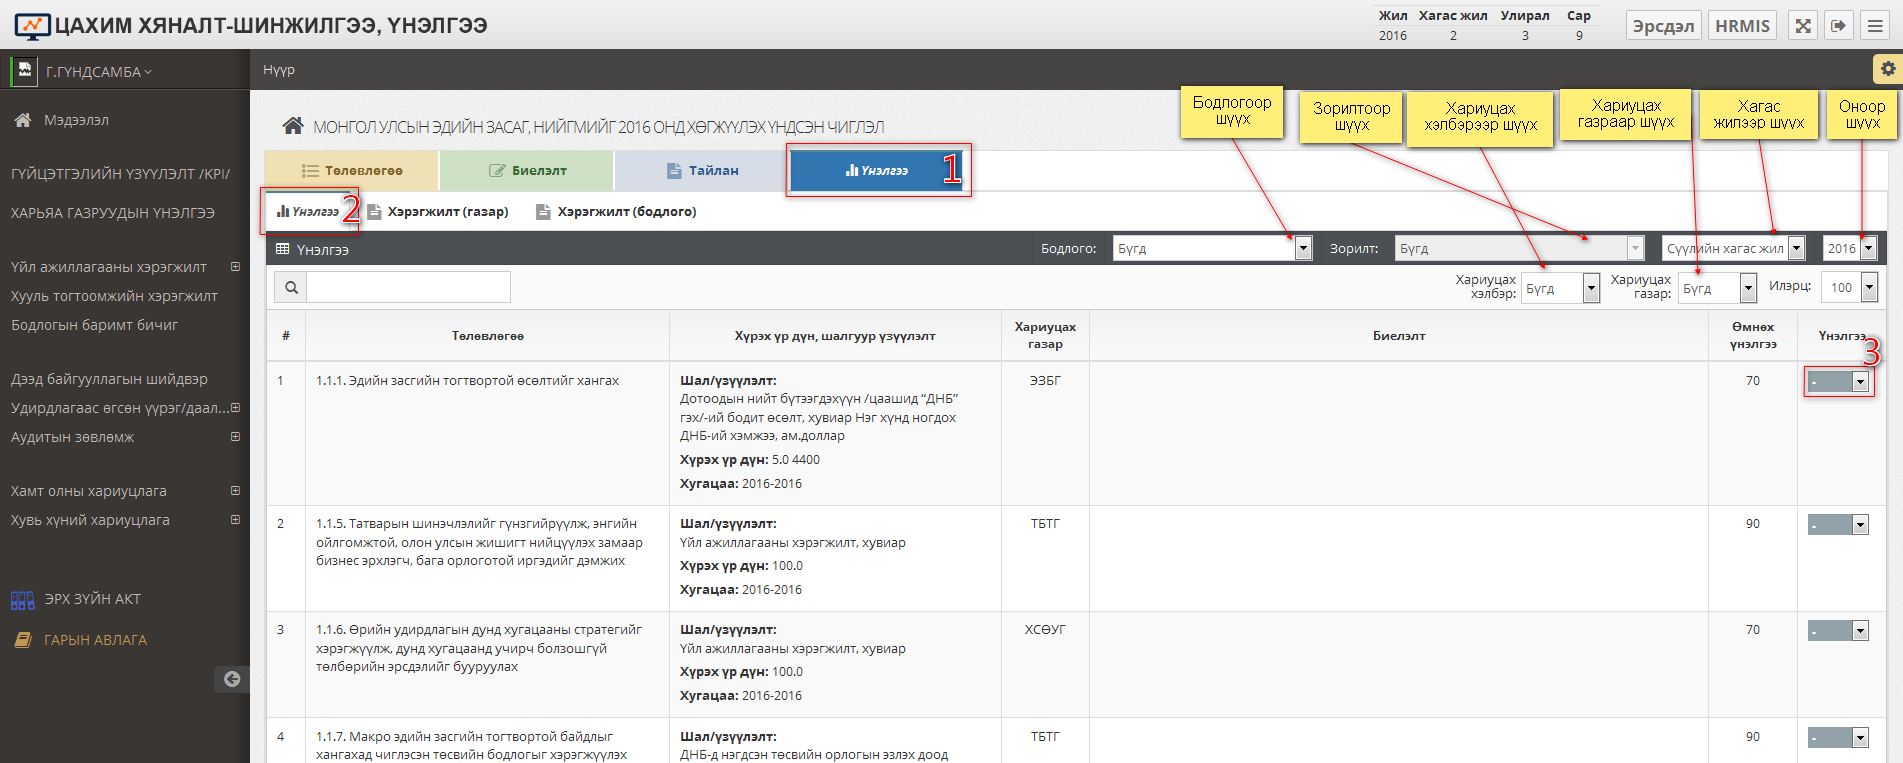 ЦАХИМ ХЯНАЛТ-ШИНЖИЛГЭЭ, ҮНЭЛГЭЭ
Жил Хагас жил Улирал Сар
2016 2 3 9
Эрсдэл
HRMIS
Г.ГҮНДСАМБА
Нүүр
Мэдээлэл
ГҮЙЦЭТГЭЛИЙН ҮЗҮҮЛЭЛТ /KPI/
ХАРЬЯА ГАЗРУУДЫН ҮНЭЛГЭЭ
Үйл ажиллагааны хэрэгжилт
Хууль тогтоомжийн хэрэгжилт
Бодлогын баримт бичиг
Дээд байгууллагын шийдвэр
Удирдлагаас өгсөн үүрэг/даал...
Аудитын зөвлөмж
Хамт олны хариуцлага
Хувь хүний хариуцлага
ЭРХ ЗҮЙН АКТ
ГАРЫН АВЛАГА
Бодлогоор
шүүх
Зорилтоор
шүүх
Хариуцах
хэлбэрээр шүүх
Хариуцах
газраар шүүх
Хагас
жилээр шүүх
Оноор
шүүх
МОНГОЛ УЛСЫН ЭДИЙН ЗАСАГ, НИЙГМИЙГ 2016 ОНД ХӨГЖҮҮЛЭХ ҮНДСЭН ЧИГЛЭЛ
Төлөвлөгөө
Биелэлт
Тайлан
Үнэлгээ
1
Үнэлгээ
2
Хэрэгжилт (газар)
Хэрэгжилт (бодлого)
Үнэлгээ
Бодлого: Бүгд
Зорилт: Бүгд
Сүүлийн хагас жил
2016
Хариуцах
хэлбэр: Бүгд
Хариуцах
газар: Бүгд
Илэрц: 100
# Төлөвлөгөө Хүрэх үр дүн, шалгуур үзүүлэлт Хариуцах
газар Биелэлт Өмнөх
үнэлгээ Үнэлгээ
3
1 1.1.1. Эдийн засгийн тогтвортой өсөлтийг хангах
Шал/үзүүлэлт:
Дотоодын нийт бүтээгдэхүүн /цаашид “ДНБ”
гэх/-ий бодит өсөлт, хувиар Нэг хүнд ногдох
ДНБ-ий хэмжээ, ам.доллар
Хүрэх үр дүн: 5.0 4400
Хугацаа: 2016-2016
ЭЗБГ
70
-
2 1.1.5. Татварын шинэчлэлийг гүнзгийрүүлж, энгийн
ойлгомжтой, олон улсын жишигт нийцүүлэх замаар
бизнес эрхлэгч, бага орлоготой иргэдийг дэмжих
Шал/үзүүлэлт:
Үйл ажиллагааны хэрэгжилт, хувиар
Хүрэх үр дүн: 100.0
Хугацаа: 2016-2016
ТБТГ
90
-
3 1.1.6. Өрийн удирдлагын дунд хугацааны стратегийг
хэрэгжүүлж, дунд хугацаанд учирч болзошгүй
төлбөрийн эрсдэлийг бууруулах
Шал/үзүүлэлт:
Үйл ажиллагааны хэрэгжилт, хувиар
Хүрэх үр дүн: 100.0
Хугацаа: 2016-2016
ХСӨУГ
70
-
4 1.1.7. Макро эдийн засгийн тогтвортой байдлыг
хангахад чиглэсэн төсвийн бодлогыг хэрэгжүүлэх
Шал/үзүүлэлт:
ДНБ-д нэгдсэн төсвийн орлогын эзлэх доод
ТБТГ
90
-